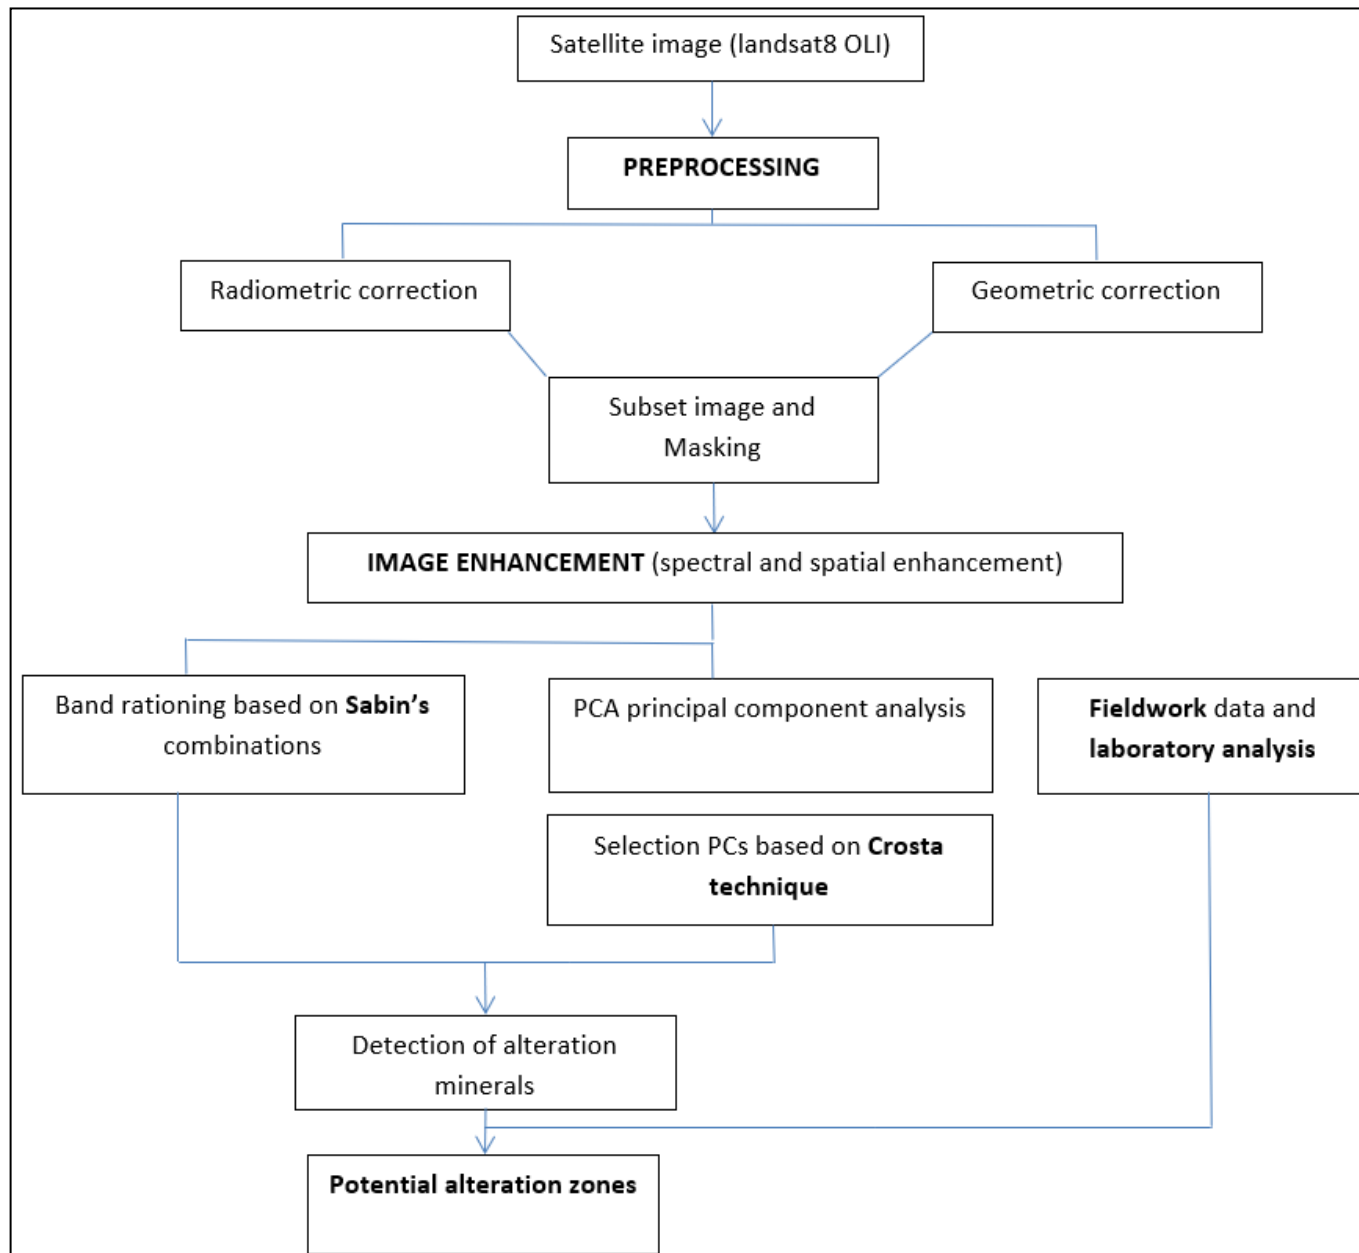 Satellite image (landsat8 OLI)
PREPROCESSING
Radiometric correction
Geometric correction
Subset image and
Masking
IMAGE ENHANCEMENT (spectral and spatial enhancement)
Band rationing based on Sabin’s
combinations
PCA principal component analysis
Fieldwork data and
laboratory analysis
Selection PCs based on Crosta
technique
Detection of alteration
minerals
Potential alteration zones